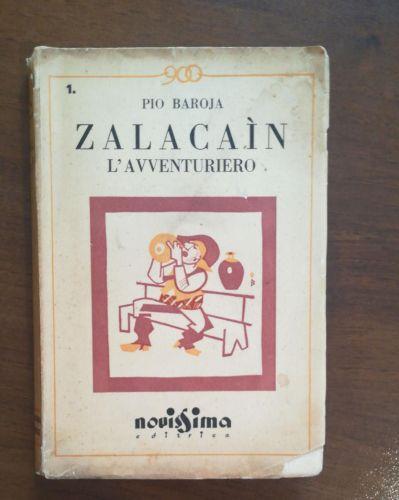 900
1.
PIO BAROJA
ZALACAÌN
L'AVVENTURIERO
novissima
editrice